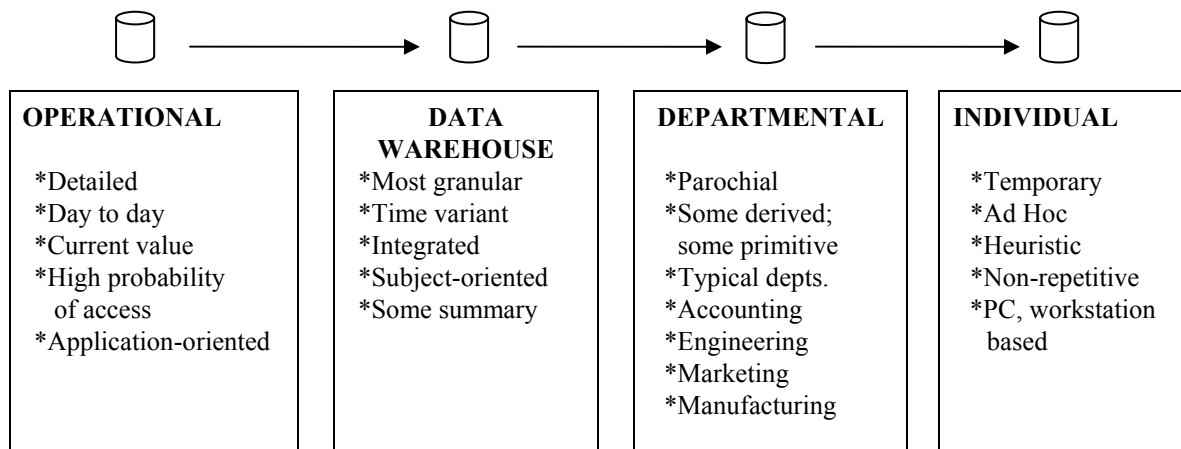 OPERATIONAL
*Detailed
*Day to day
*Current value
*High probability
of access
*Application-oriented
DATA
WAREHOUSE
*Most granular
*Time variant
*Integrated
*Subject-oriented
*Some summary
DEPARTMENTAL
*Parochial
*Some derived;
some primitive
*Typical depts.
*Accounting
*Engineering
*Marketing
*Manufacturing
INDIVIDUAL
*Temporary
*Ad Hoc
*Heuristic
*Non-repetitive
*PC, workstation
based